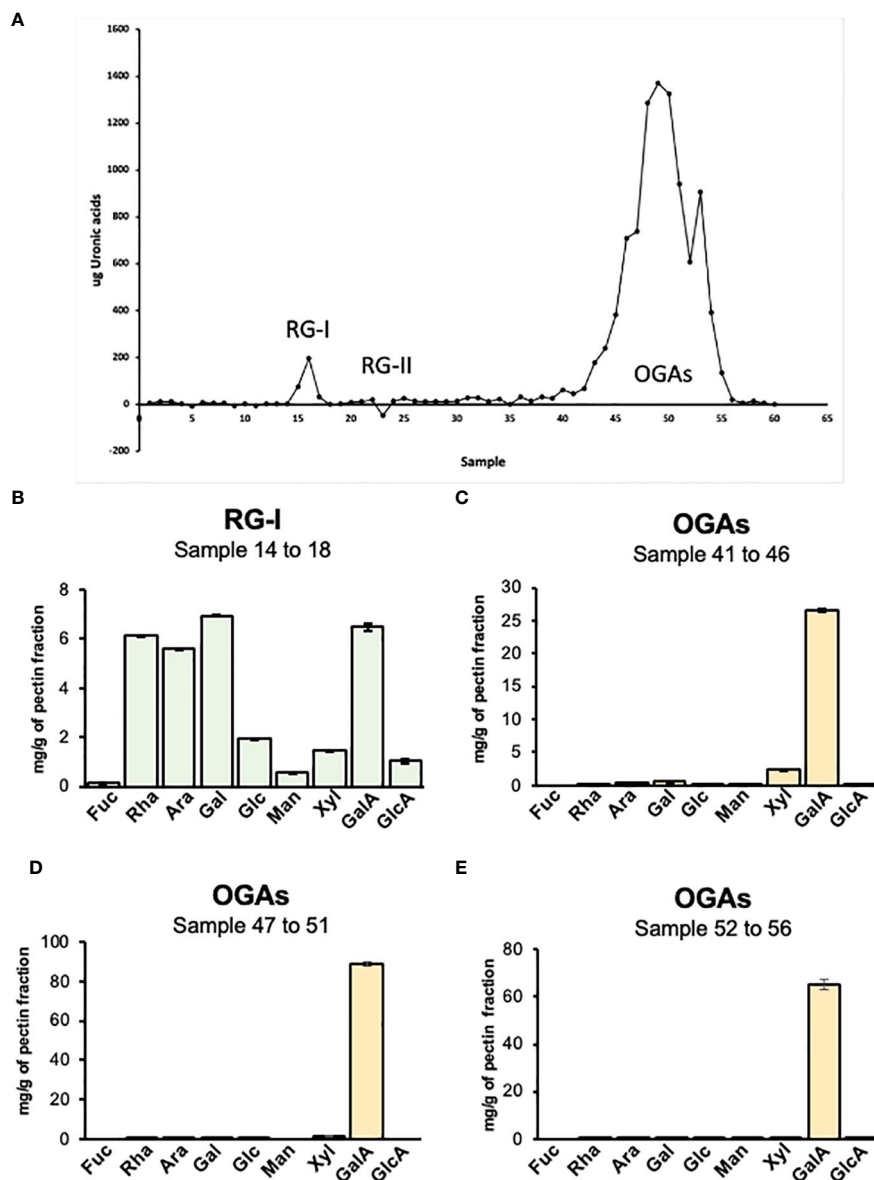 A
1600
1400
1200
1000
800
600
400
200
0
-200
ug Uronic acids
RG-I
RG-II
OGAs
0 5 10 15 20 25 30 35 40 45 50 55 60 65
Sample
B
RG-I
Sample 14 to 18
8
6
4
2
0
mg/g of pectin fraction
Fuc Rha Ara Gal Glc Man Xyl GalA GlcA
C
OGAs
Sample 41 to 46
30
25
20
15
10
5
0
mg/g of pectin fraction
Fuc Rha Ara Gal Glc Man Xyl GalA GlcA
D
OGAs
Sample 47 to 51
100
80
60
40
20
0
mg/g of pectin fraction
Fuc Rha Ara Gal Glc Man Xyl GalA GlcA
E
OGAs
Sample 52 to 56
80
60
40
20
0
mg/g of pectin fraction
Fuc Rha Ara Gal Glc Man Xyl GalA GlcA